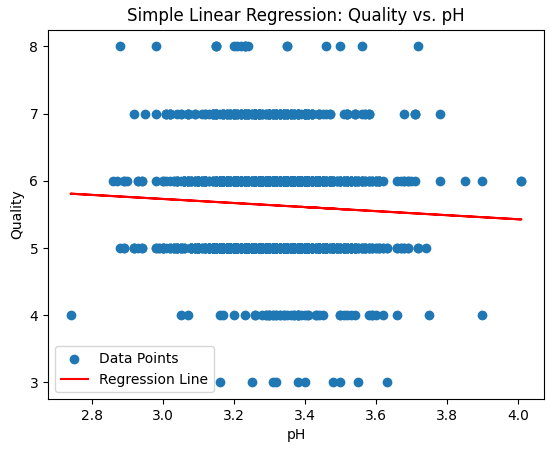 Simple Linear Regression: Quality vs. pH
8
7
6
5
4
3
Quality
Data Points
Regression Line
2.8 3.0 3.2 3.4 3.6 3.8 4.0
pH